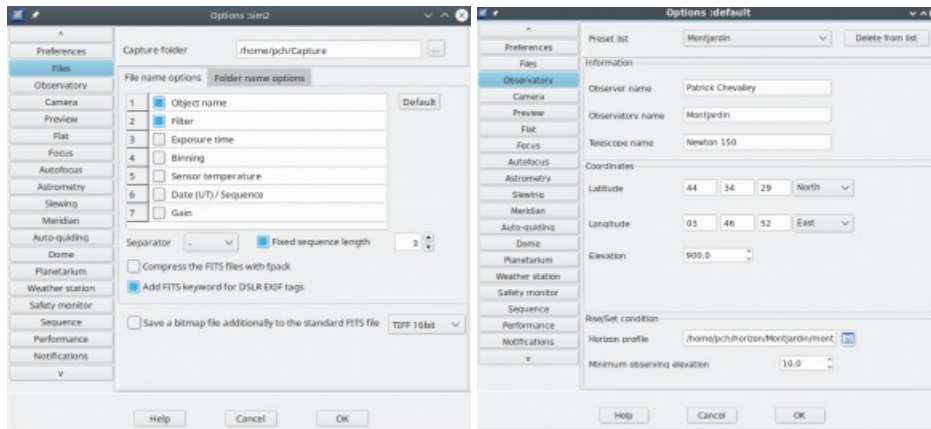 Options :sim2
Preferences
Files
Observatory
Camera
Preview
Flat
Focus
Autofocus
Astrometry
Slewing
Meridian
Auto-guiding
Dome
Planetarium
Weather station
Safety monitor
Sequence
Performance
Notifications
Capture folder /home/pch/Capture ...
File name options Folder name options
1 Object name Default
2 Filter
3 Exposure time
4 Binning
5 Sensor temperature
6 Date (UT) / Sequence
7 Gain
Separator Fixed sequence length 3
Compress the FITS files with fpack
Add FITS keyword for DSLR EXIF tags
Save a bitmap file additionally to the standard FITS file TIFF 16bit
Help Cancel OK
Options :default
Preferences
Files
Observatory
Camera
Preview
Flat
Focus
Autofocus
Astrometry
Slewing
Meridian
Auto-guiding
Dome
Planetarium
Weather station
Safety monitor
Sequence
Performance
Notifications
Preset list Montjardin Delete from list
Information
Observer name Patrick Chevalley
Observatory name Montjardin
Telescope name Newton 150
Coordinates
Latitude 44 34 29 North
Longitude 03 46 52 East
Elevation 900.0
Rise/Set condition
Horizon profile /home/pch/horizon/Montjardin/mont
Minimum observing elevation 10.0
Help Cancel OK